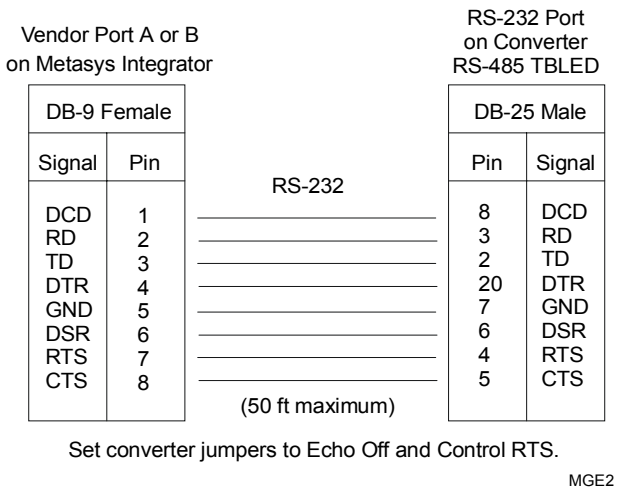 Vendor Port A or B
on Metasys Integrator
RS-232 Port
on Converter
RS-485 TBLED
DB-9 Female
DB-25 Male
Signal Pin
Pin Signal
RS-232
DCD 1 8 DCD
RD 2 3 RD
TD 3 2 TD
DTR 4 20 DTR
GND 5 7 GND
DSR 6 6 DSR
RTS 7 4 RTS
CTS 8 5 CTS
(50 ft maximum)
Set converter jumpers to Echo Off and Control RTS.
MGE2